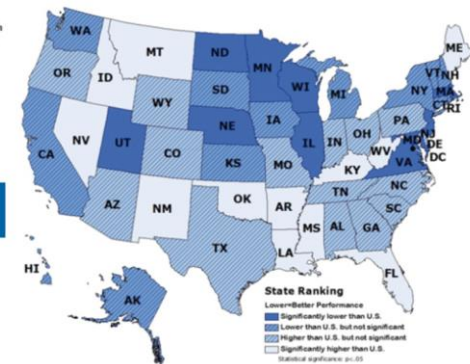 ME
WA
MT
ND
MN
VT
NH
OR
ID
SD
WI
NY
MA
WY
MI
CT
RI
IA
PA
NV
NE
NJ
IL
IN
OH
MD
DE
CA
UT
CO
KS
MO
WV
VA
DC
KY
NC
AZ
NM
OK
AR
TN
SC
MS
AL
GA
TX
LA
HI
AK
FL
State Ranking
Lower=Better Performance
Significantly lower than U.S.
Lower than U.S. but not significant
Higher than U.S. but not significant
Significantly higher than U.S.
Statistical significance: p<.05